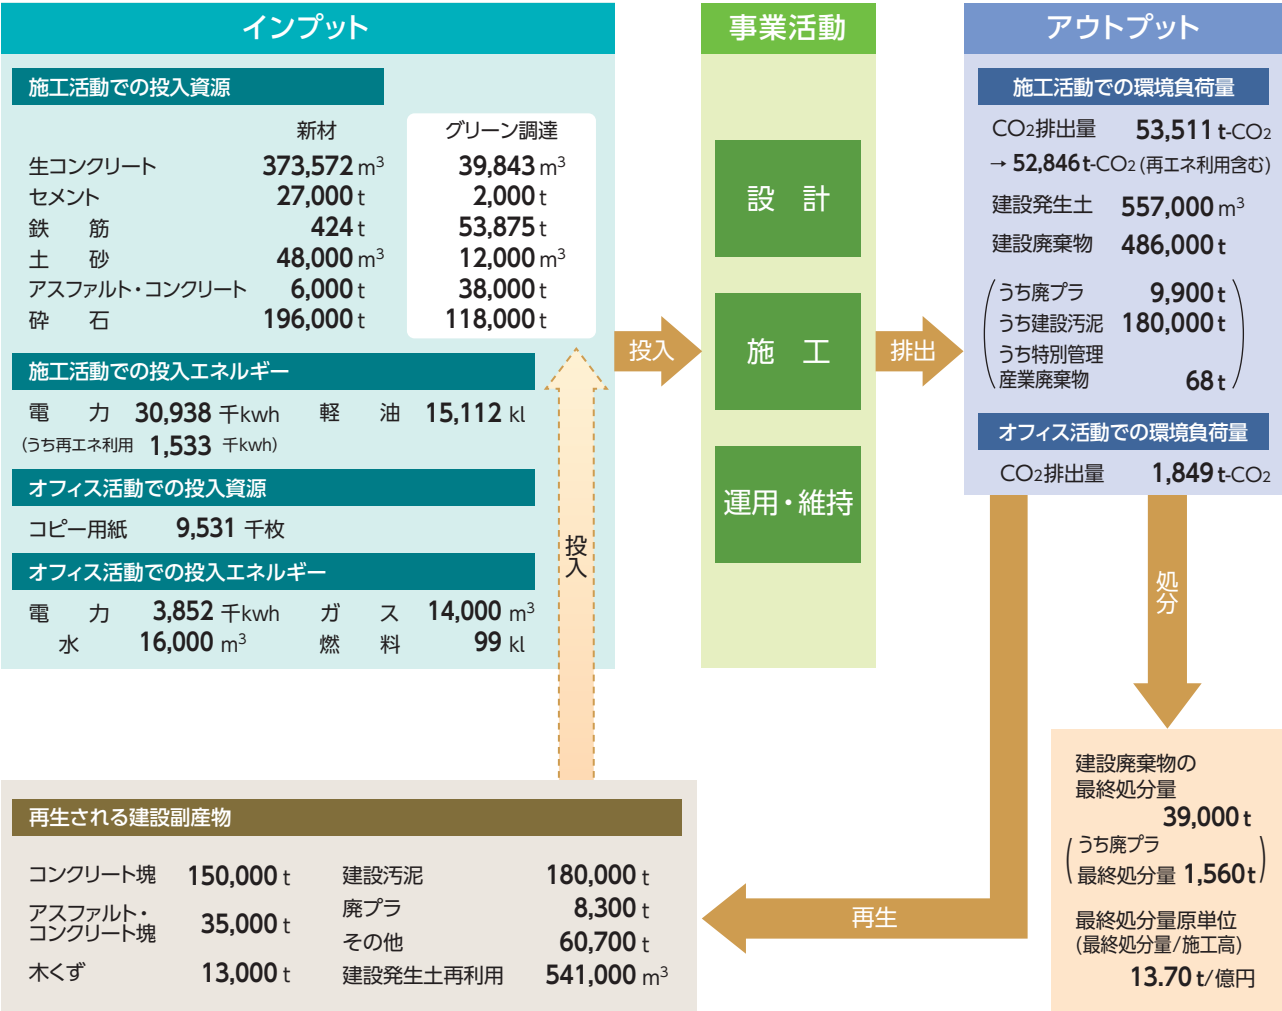 インプット
施工活動での投入資源
新材 グリーン調達
生コンクリート 373,572 m³ 39,843 m³
セメント 27,000 t 2,000 t
鉄 筋 424 t 53,875 t
土 砂 48,000 m³ 12,000 m³
アスファルト・コンクリート 6,000 t 38,000 t
砕 石 196,000 t 118,000 t
施工活動での投入エネルギー
電 力 30,938 千kwh 軽 油 15,112 kl
(うち再エネ利用 1,533 千kwh)
オフィス活動での投入資源
コピー用紙 9,531 千枚
オフィス活動での投入エネルギー
電 力 3,852 千kwh ガ ス 14,000 m³
水 16,000 m³ 燃 料 99 kl
投入
投入
事業活動
設 計
施 工
運用・維持
排出
アウトプット
施工活動での環境負荷量
CO2排出量 53,511 t-CO2
→ 52,846 t-CO2 (再エネ利用含む)
建設発生土 557,000 m³
建設廃棄物 486,000 t
うち廃プラ 9,900 t
うち建設汚泥 180,000 t
うち特別管理
産業廃棄物 68 t
オフィス活動での環境負荷量
CO2排出量 1,849 t-CO2
処分
建設廃棄物の
最終処分量
39,000 t
うち廃プラ
最終処分量 1,560 t
最終処分量原単位
(最終処分量/施工高)
13.70 t/億円
再生
再生される建設副産物
コンクリート塊 150,000 t
アスファルト・
コンクリート塊 35,000 t
木くず 13,000 t
建設汚泥 180,000 t
廃プラ 8,300 t
その他 60,700 t
建設発生土再利用 541,000 m³